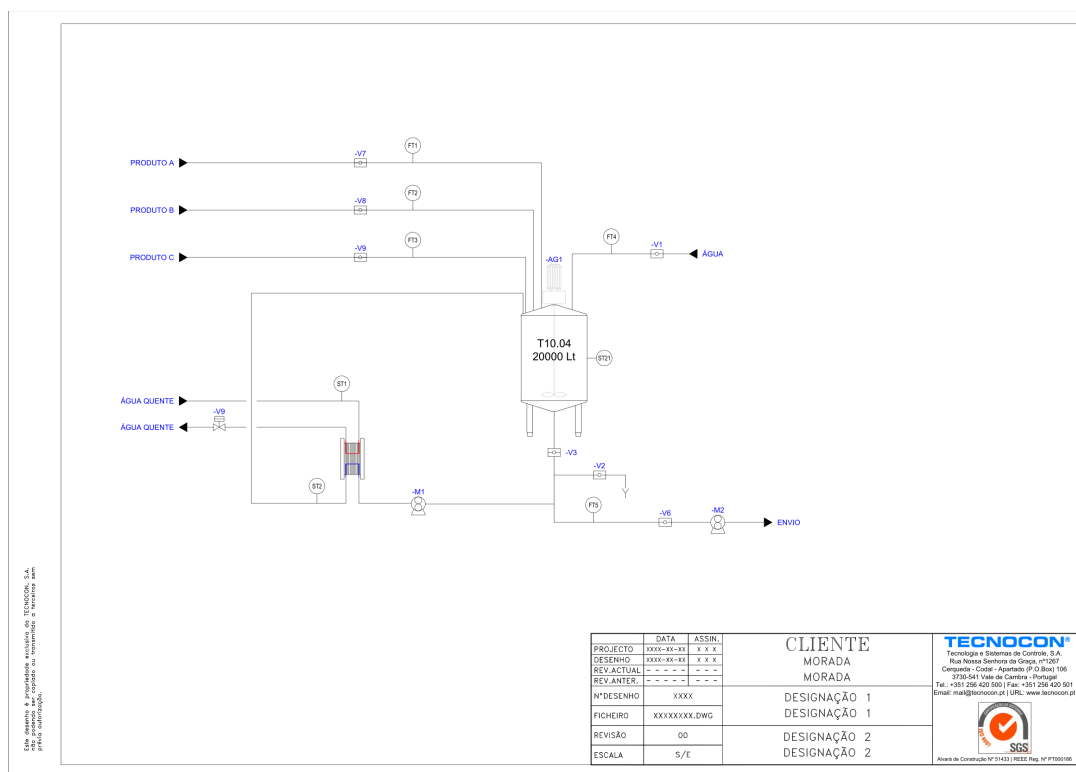 -V7
FT1
PRODUTO A
-V8
FT2
PRODUTO B
-V9
FT3
PRODUTO C
FT4
-V1
ÁGUA
-AG1
T10.04
20000 Lt
ST21
ST1
ÁGUA QUENTE
-V9
ÁGUA QUENTE
-V3
-V2
ST2
-M1
FT5
-V6
-M2
ENVIO
Este desenho é propriedade exclusiva da TECNOCON, S.A.
não podendo ser copiado ou transmitido a terceiros sem
prévia autorização.
DATA ASSIN.
PROJECTO XXXX-XX-XX X X X
DESENHO XXXX-XX-XX X X X
REV.ACTUAL - - - - - - - -
REV.ANTER. - - - - - - - -
NºDESENHO XXXX
FICHEIRO XXXXXXXX.DWG
REVISÃO 00
ESCALA S/E
CLIENTE
MORADA
MORADA
DESIGNAÇÃO 1
DESIGNAÇÃO 1
DESIGNAÇÃO 2
DESIGNAÇÃO 2
TECNOCON®
Tecnologia e Sistemas de Controle, S.A.
Rua Nossa Senhora da Graça, nº1267
Cerqueda - Codal - Apartado (P.O.Box) 106
3730-541 Vale de Cambra - Portugal
Tel.: +351 256 420 500 | Fax: +351 256 420 501
Email: mail@tecnocon.pt | URL: www.tecnocon.pt
ISO 9001
SGS
Alvará de Construção Nº 51433 | REEE Reg. Nº PT000186